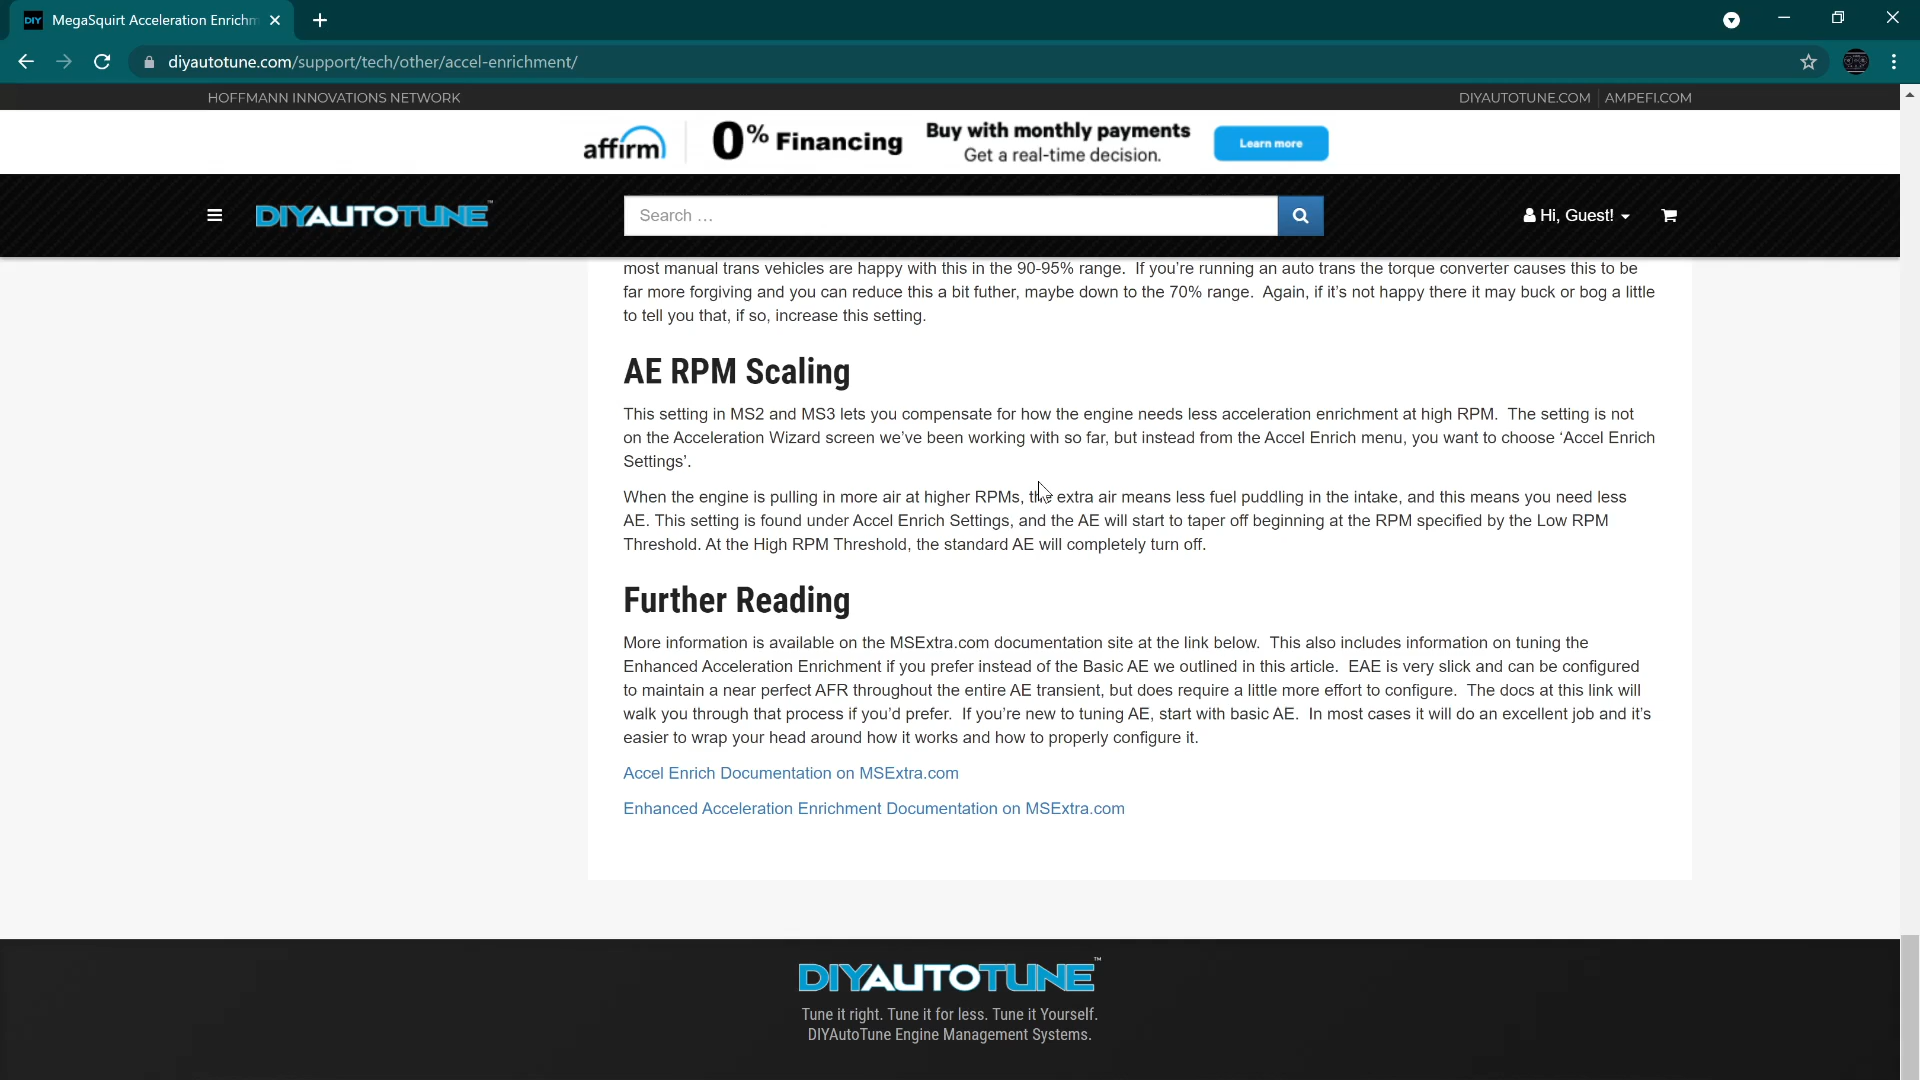 DIY MegaSquirt Acceleration Enrichm
diyautotune.com/support/tech/other/accel-enrichment/
HOFFMANN INNOVATIONS NETWORK DIYAUTOTUNE.COM AMPEFI.COM
affirm 0% Financing Buy with monthly payments Learn more
Get a real-time decision.
DIYAUTOTUNE™ Search ... Hi, Guest!
most manual trans vehicles are happy with this in the 90-95% range.  If you're running an auto trans the torque converter causes this to be
far more forgiving and you can reduce this a bit futher, maybe down to the 70% range.  Again, if it's not happy there it may buck or bog a little
to tell you that, if so, increase this setting.
AE RPM Scaling
This setting in MS2 and MS3 lets you compensate for how the engine needs less acceleration enrichment at high RPM.  The setting is not
on the Acceleration Wizard screen we've been working with so far, but instead from the Accel Enrich menu, you want to choose 'Accel Enrich
Settings'.
When the engine is pulling in more air at higher RPMs, the extra air means less fuel puddling in the intake, and this means you need less
AE. This setting is found under Accel Enrich Settings, and the AE will start to taper off beginning at the RPM specified by the Low RPM
Threshold. At the High RPM Threshold, the standard AE will completely turn off.
Further Reading
More information is available on the MSExtra.com documentation site at the link below.  This also includes information on tuning the
Enhanced Acceleration Enrichment if you prefer instead of the Basic AE we outlined in this article.  EAE is very slick and can be configured
to maintain a near perfect AFR throughout the entire AE transient, but does require a little more effort to configure.  The docs at this link will
walk you through that process if you'd prefer.  If you're new to tuning AE, start with basic AE.  In most cases it will do an excellent job and it's
easier to wrap your head around how it works and how to properly configure it.
Accel Enrich Documentation on MSExtra.com
Enhanced Acceleration Enrichment Documentation on MSExtra.com
DIYAUTOTUNE™
Tune it right. Tune it for less. Tune it Yourself.
DIYAutoTune Engine Management Systems.